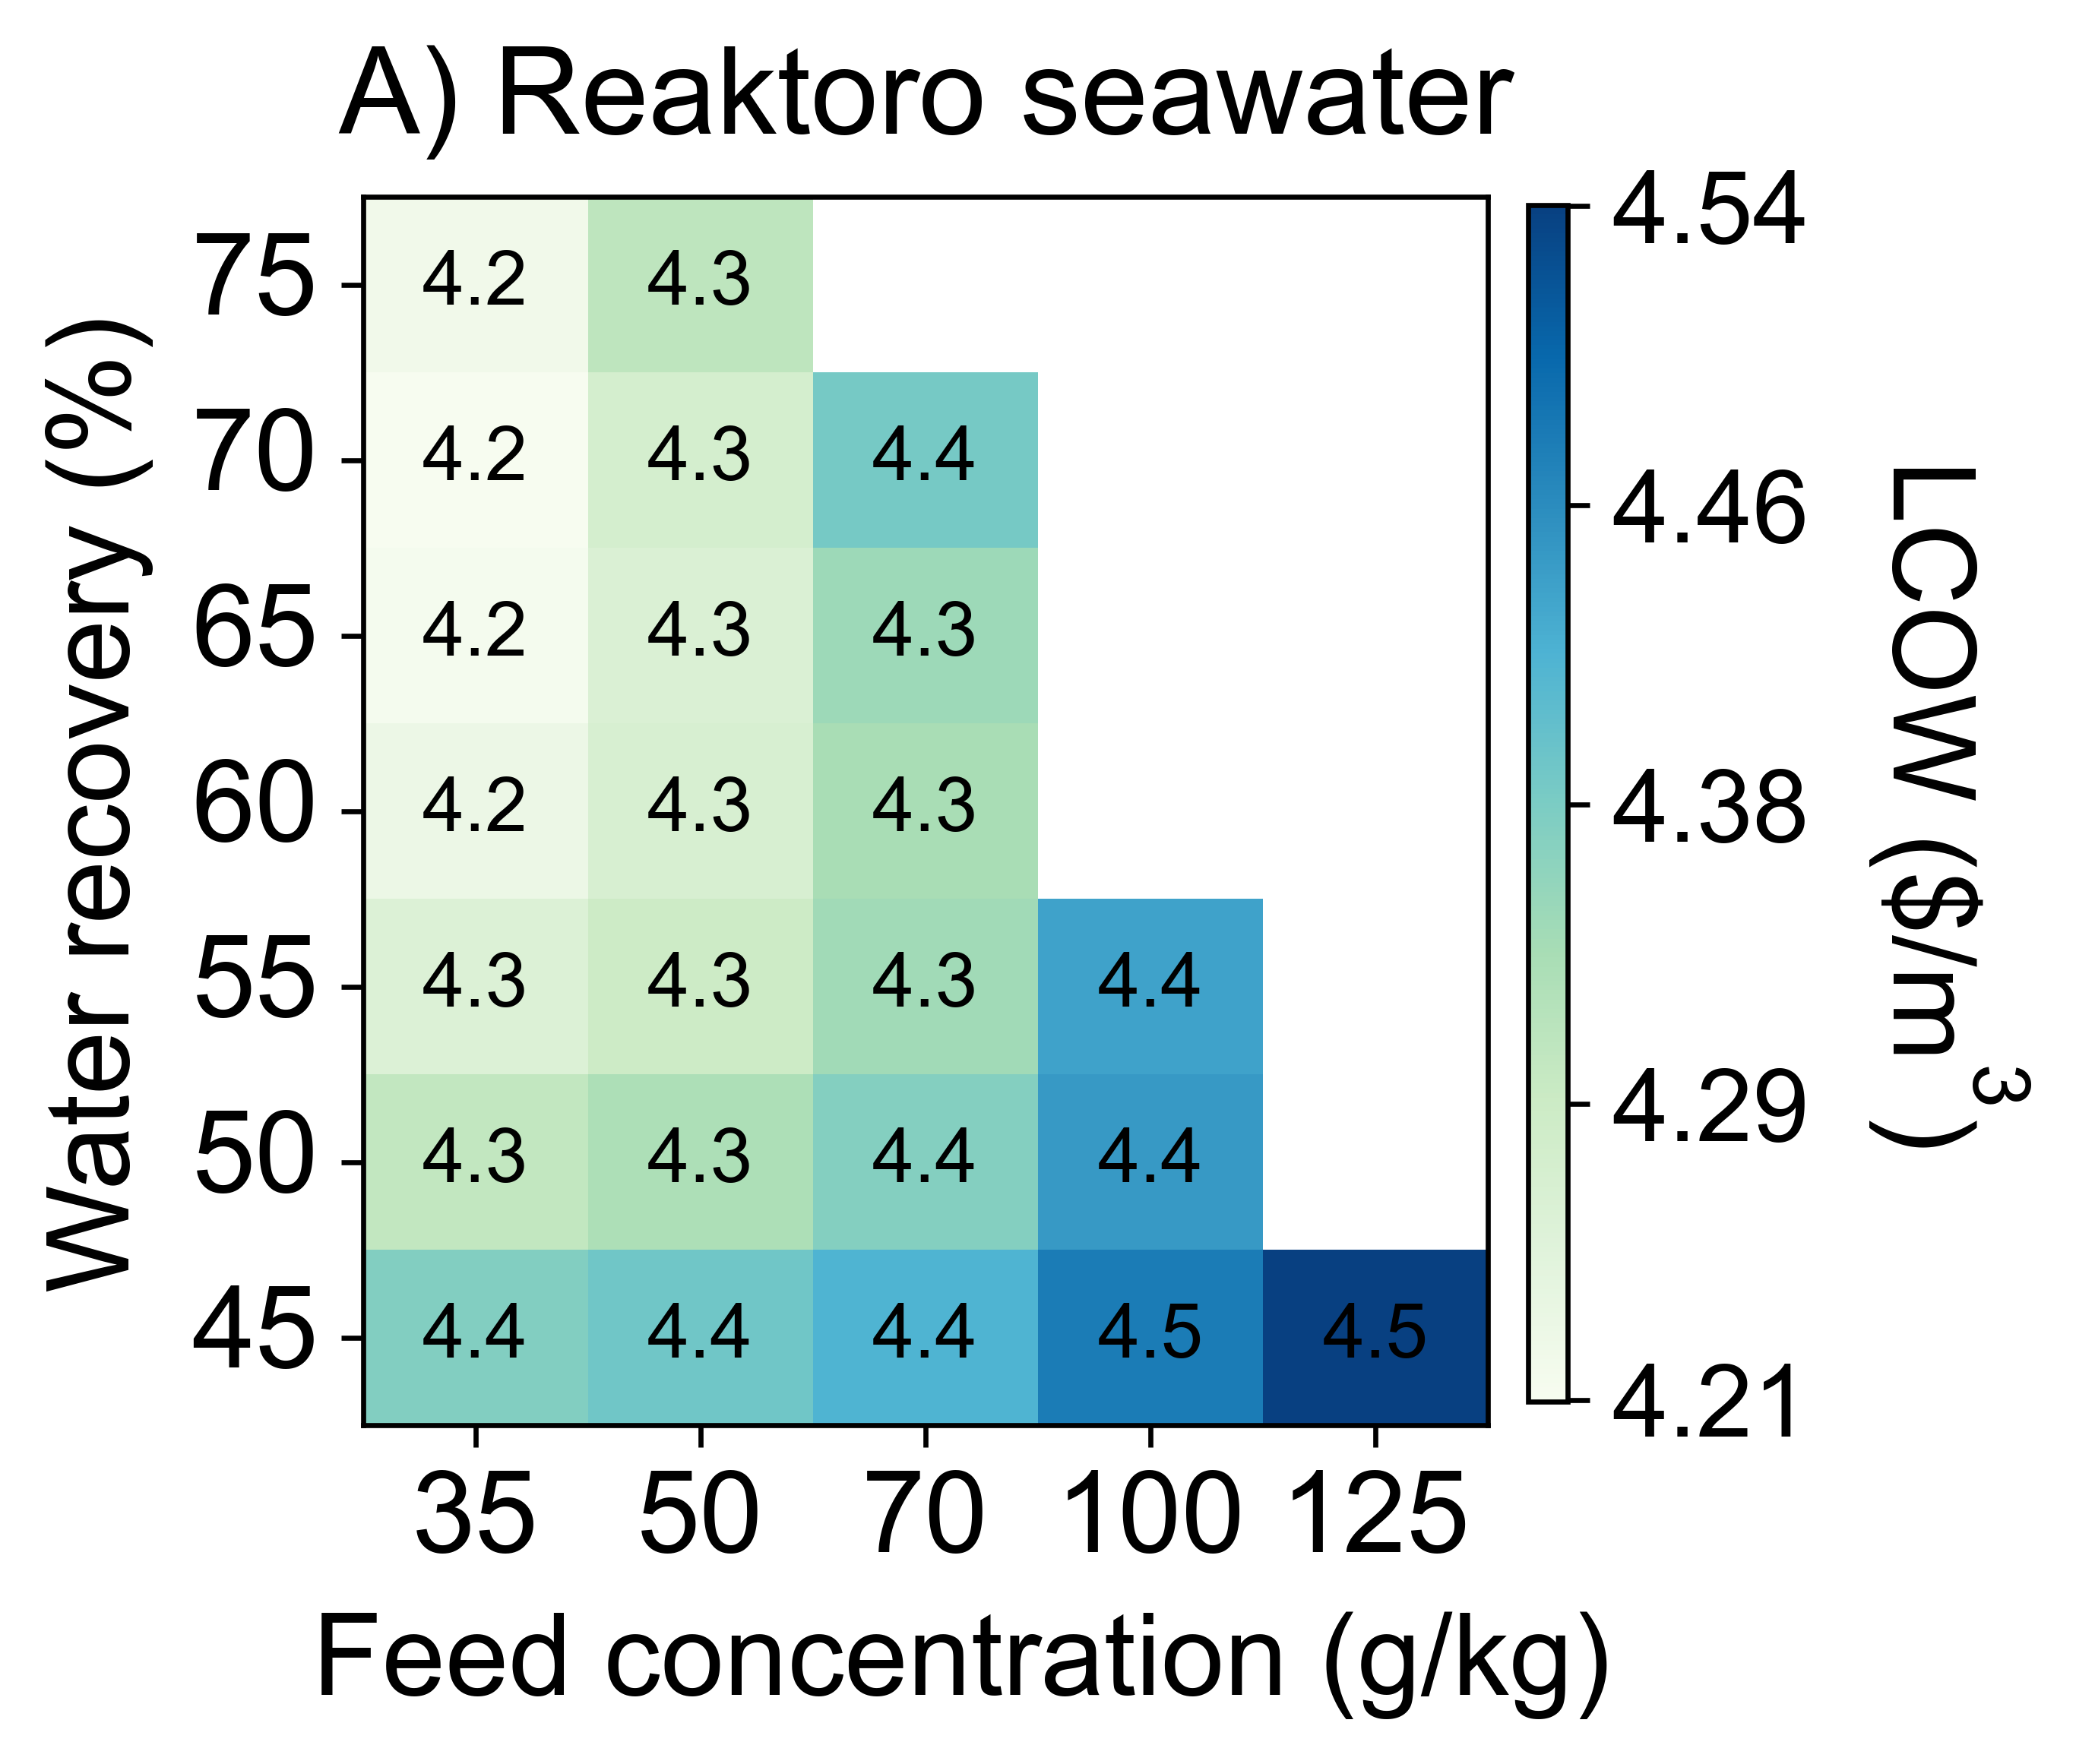 A) Reaktoro seawater
75 4.2 4.3
70 4.2 4.3 4.4
65 4.2 4.3 4.3
60 4.2 4.3 4.3
55 4.3 4.3 4.3 4.4
50 4.3 4.3 4.4 4.4
45 4.4 4.4 4.4 4.5 4.5
35 50 70 100 125
Feed concentration (g/kg)
Water recovery (%)
4.54
4.46
4.38
4.29
4.21
LCOW ($/m³)